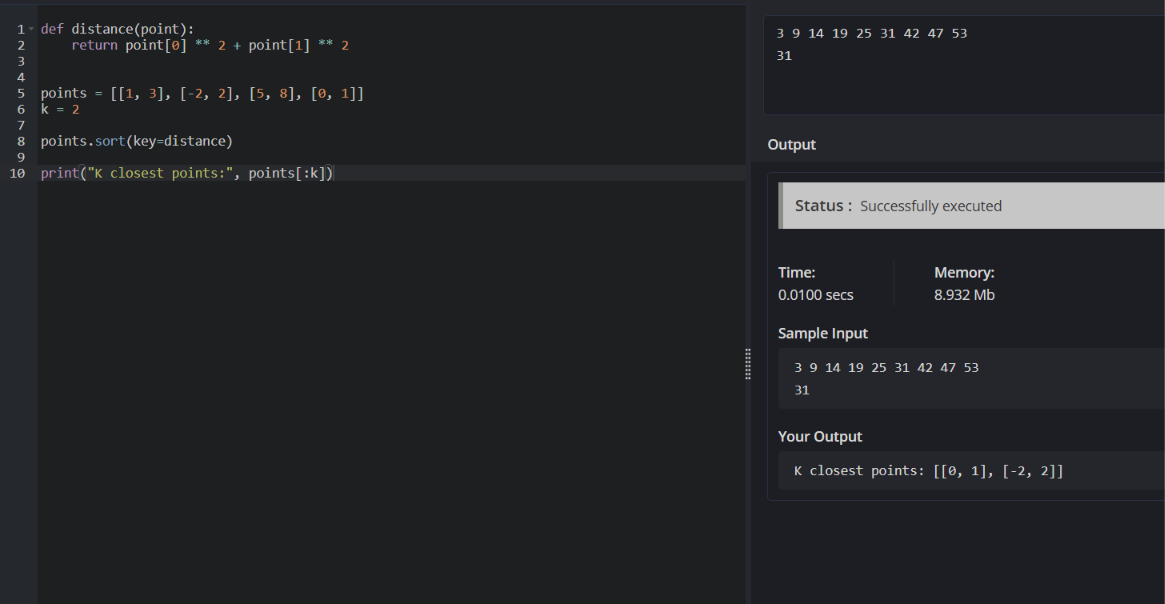 1 def distance(point):
2     return point[0] ** 2 + point[1] ** 2
3
4
5 points = [[1, 3], [-2, 2], [5, 8], [0, 1]]
6 k = 2
7
8 points.sort(key=distance)
9
10 print("K closest points:", points[:k])
3 9 14 19 25 31 42 47 53
31
Output
Status : Successfully executed
Time: Memory:
0.0100 secs 8.932 Mb
Sample Input
3 9 14 19 25 31 42 47 53
31
Your Output
K closest points: [[0, 1], [-2, 2]]